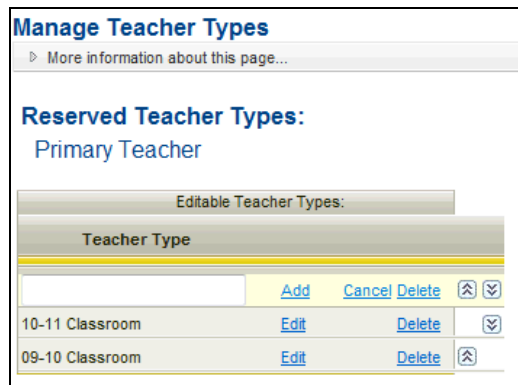 Manage Teacher Types
More information about this page...
Reserved Teacher Types:
Primary Teacher
Editable Teacher Types:
Teacher Type
Add Cancel Delete
10-11 Classroom Edit Delete
09-10 Classroom Edit Delete